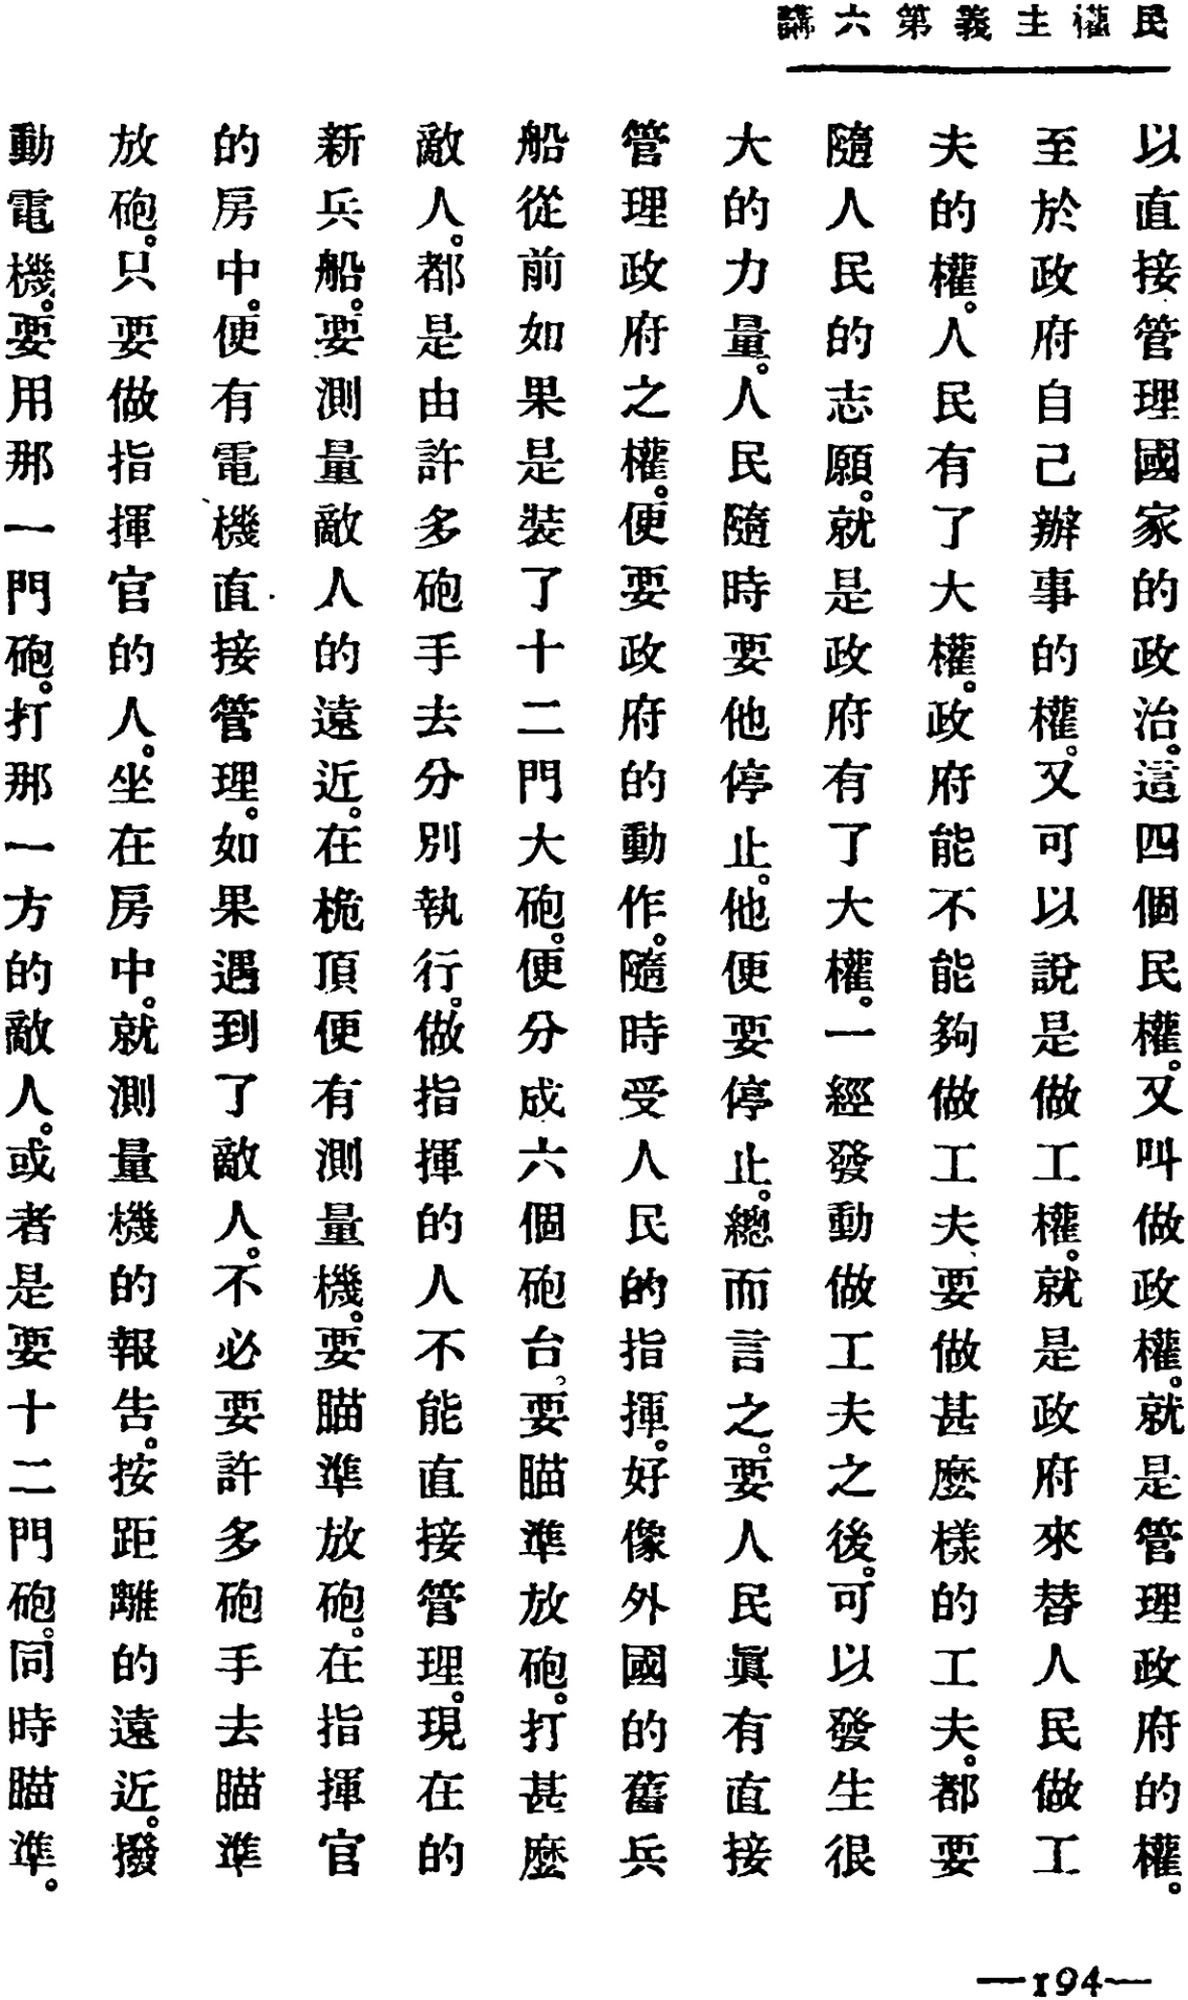 民權主義第六講
以直接管理國家的政治。這四個民權。又叫做政權。就是管理政府的權。
至於政府自己辦事的權。又可以說是做工權。就是政府來替人民做工
夫的權。人民有了大權。政府能不能夠做工夫、要做甚麼樣的工夫。都要
隨人民的志願。就是政府有了大權。一經發動做工夫之後。可以發生很
大的力量。人民隨時要他停止。他便要停止。總而言之。要人民眞有直接
管理政府之權。便要政府的動作。隨時受人民的指揮。好像外國的舊兵
船從前如果是裝了十二門大砲。便分成六個砲台、要瞄準放砲。打甚麼
敵人。都是由許多砲手去分別執行。做指揮的人不能直接管理。現在的
新兵船。要測量敵人的遠近。在桅頂便有測量機。要瞄準放砲。在指揮官
的房中。便有電機直接管理。如果遇到了敵人。不必要許多砲手去瞄準
放砲。只要做指揮官的人。坐在房中。就測量機的報告。按距離的遠近。撥
動電機。要用那一門砲。打那一方的敵人。或者是要十二門砲。同時瞄準。
—194—